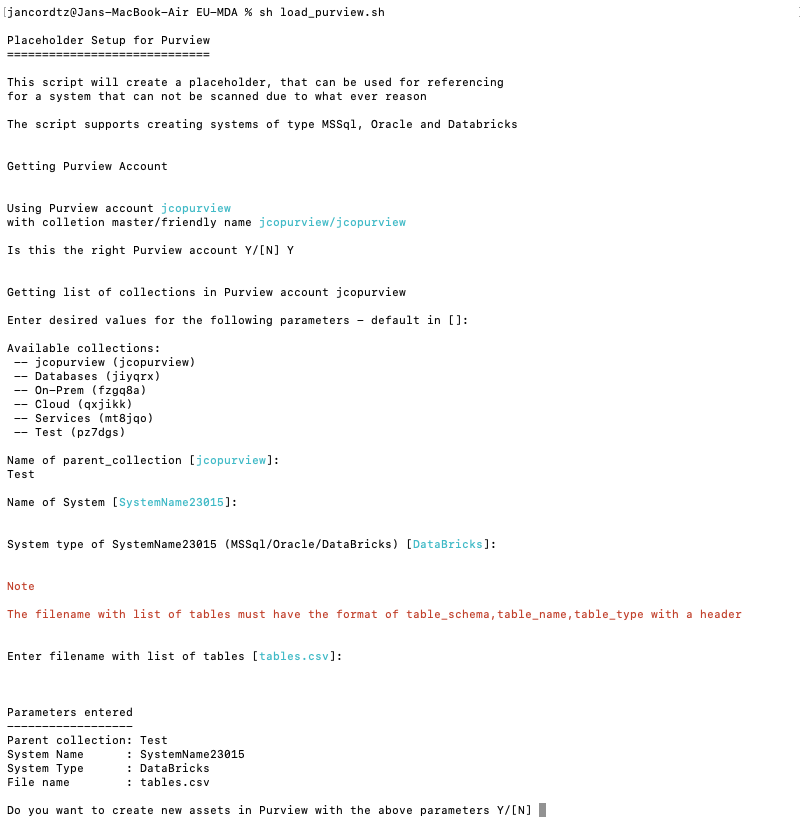 [jancordtz@Jans-MacBook-Air EU-MDA % sh load_purview.sh ]
Placeholder Setup for Purview
=============================
This script will create a placeholder, that can be used for referencing
for a system that can not be scanned due to what ever reason
The script supports creating systems of type MSSql, Oracle and Databricks
Getting Purview Account
Using Purview account jcopurview
with colletion master/friendly name jcopurview/jcopurview
Is this the right Purview account Y/[N] Y
Getting list of collections in Purview account jcopurview
Enter desired values for the following parameters – default in []:
Available collections:
-- jcopurview (jcopurview)
-- Databases (jiyqrx)
-- On-Prem (fzgq8a)
-- Cloud (qxjikk)
-- Services (mt8jqo)
-- Test (pz7dgs)
Name of parent_collection [jcopurview]:
Test
Name of System [SystemName23015]:
System type of SystemName23015 (MSSql/Oracle/DataBricks) [DataBricks]:
Note
The filename with list of tables must have the format of table_schema,table_name,table_type with a header
Enter filename with list of tables [tables.csv]:
Parameters entered
------------------
Parent collection: Test
System Name      : SystemName23015
System Type      : DataBricks
File name        : tables.csv
Do you want to create new assets in Purview with the above parameters Y/[N]